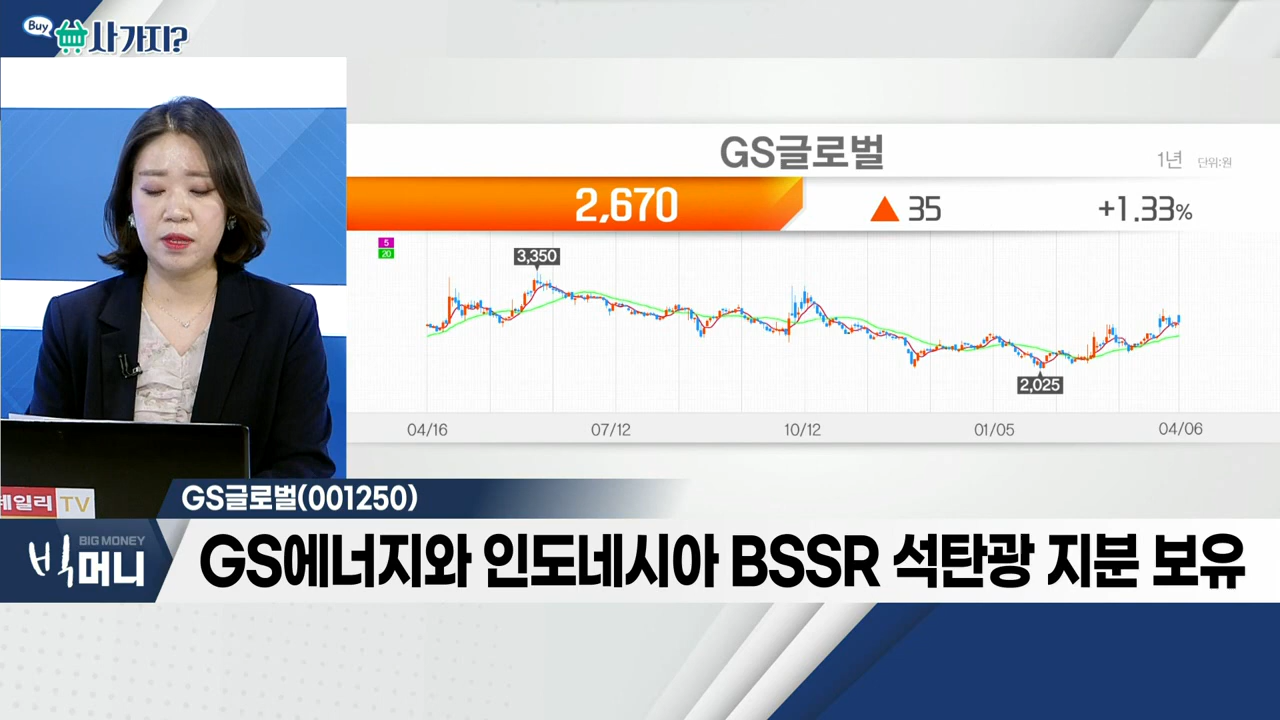 Buy
사가지?
GS글로벌
1년 단위:원
2,670
▲ 35
+1.33%
5
20
3,350
2,025
04/16
07/12
10/12
01/05
04/06
데일리 TV
GS글로벌(001250)
BIG MONEY
빅머니
GS에너지와 인도네시아 BSSR 석탄광 지분 보유